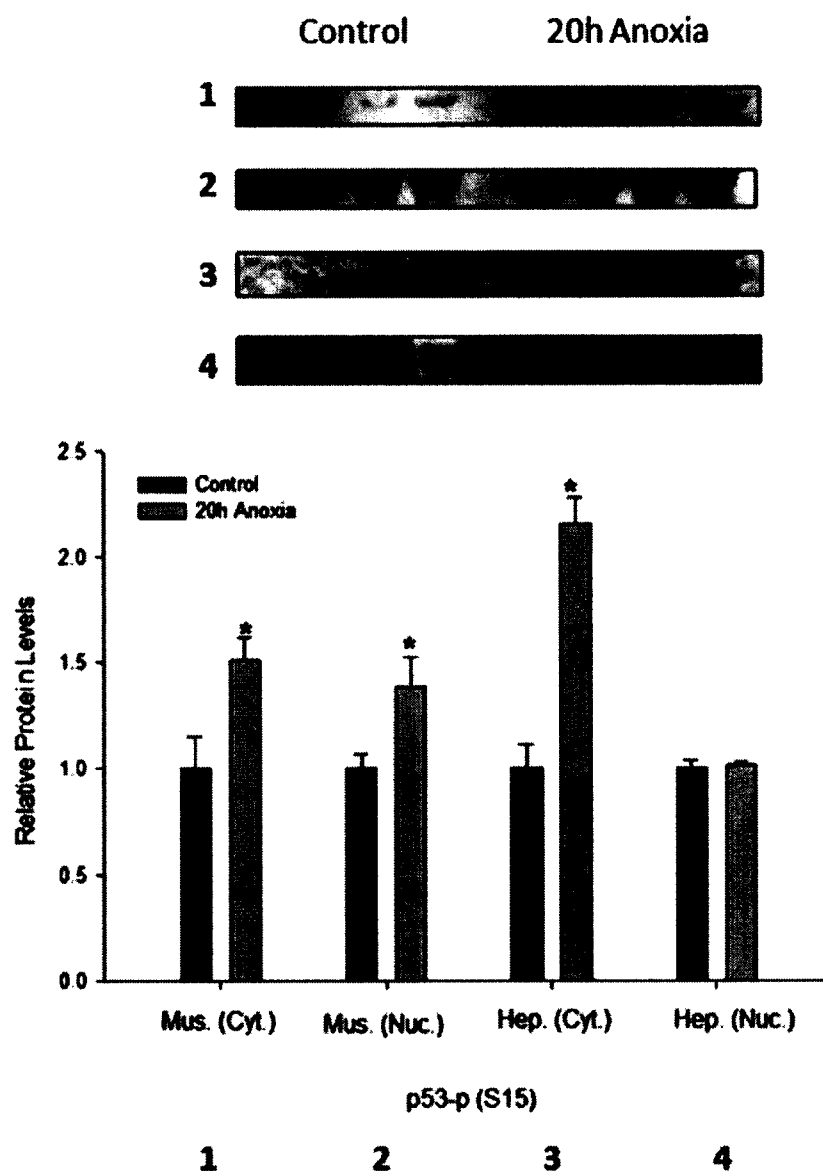 Control 20h Anoxia
1
2
3
4
2.5
Control
20h Anoxia
*
2.0
*
*
1.5
1.0
0.5
0.0
Relative Protein Levels
Mus. (Cyt.) Mus. (Nuc.) Hep. (Cyt.) Hep. (Nuc.)
p53-p (S15)
1 2 3 4